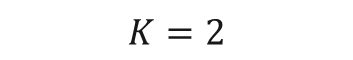 K = 2